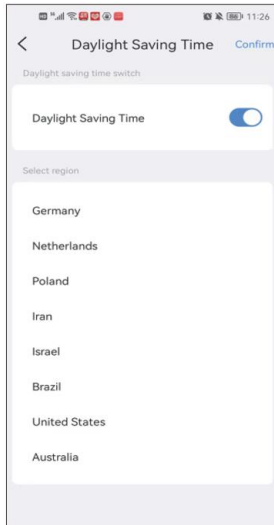 11:26
Daylight Saving Time Confirm
Daylight saving time switch
Daylight Saving Time
Select region
Germany
Netherlands
Poland
Iran
Israel
Brazil
United States
Australia